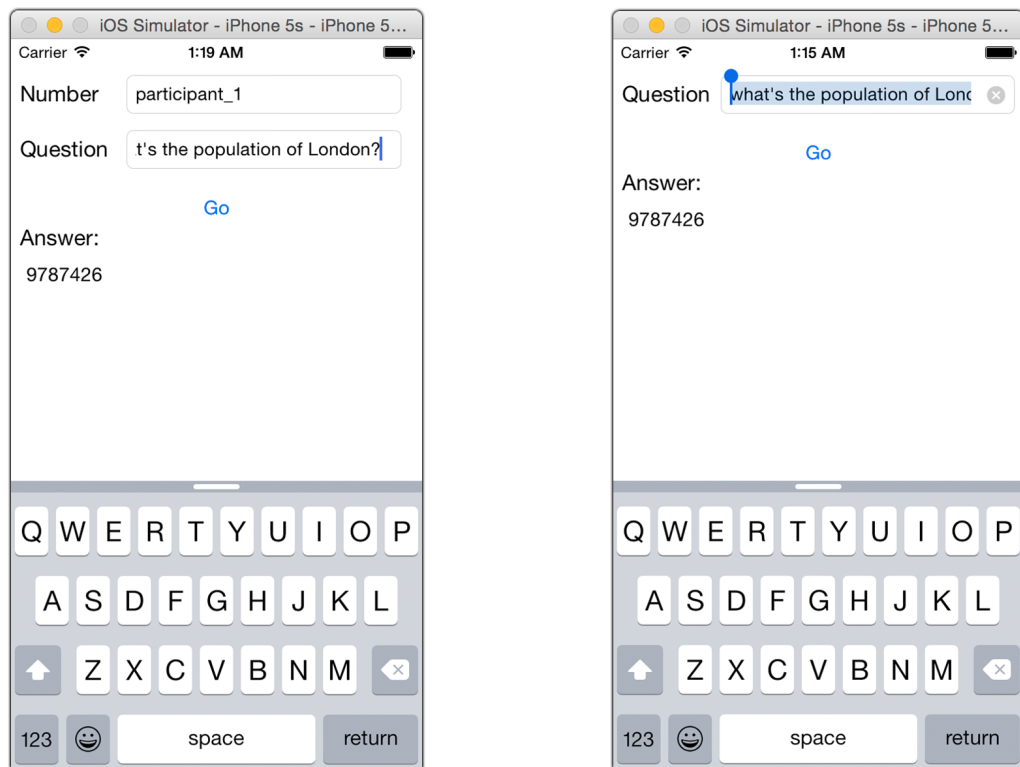 iOS Simulator - iPhone 5s - iPhone 5...
Carrier 1:19 AM
Number participant_1
Question t's the population of London?
Go
Answer:
9787426
Q W E R T Y U I O P
A S D F G H J K L
Z X C V B N M
123 space return
iOS Simulator - iPhone 5s - iPhone 5...
Carrier 1:15 AM
Question what's the population of Lond
Go
Answer:
9787426
Q W E R T Y U I O P
A S D F G H J K L
Z X C V B N M
123 space return